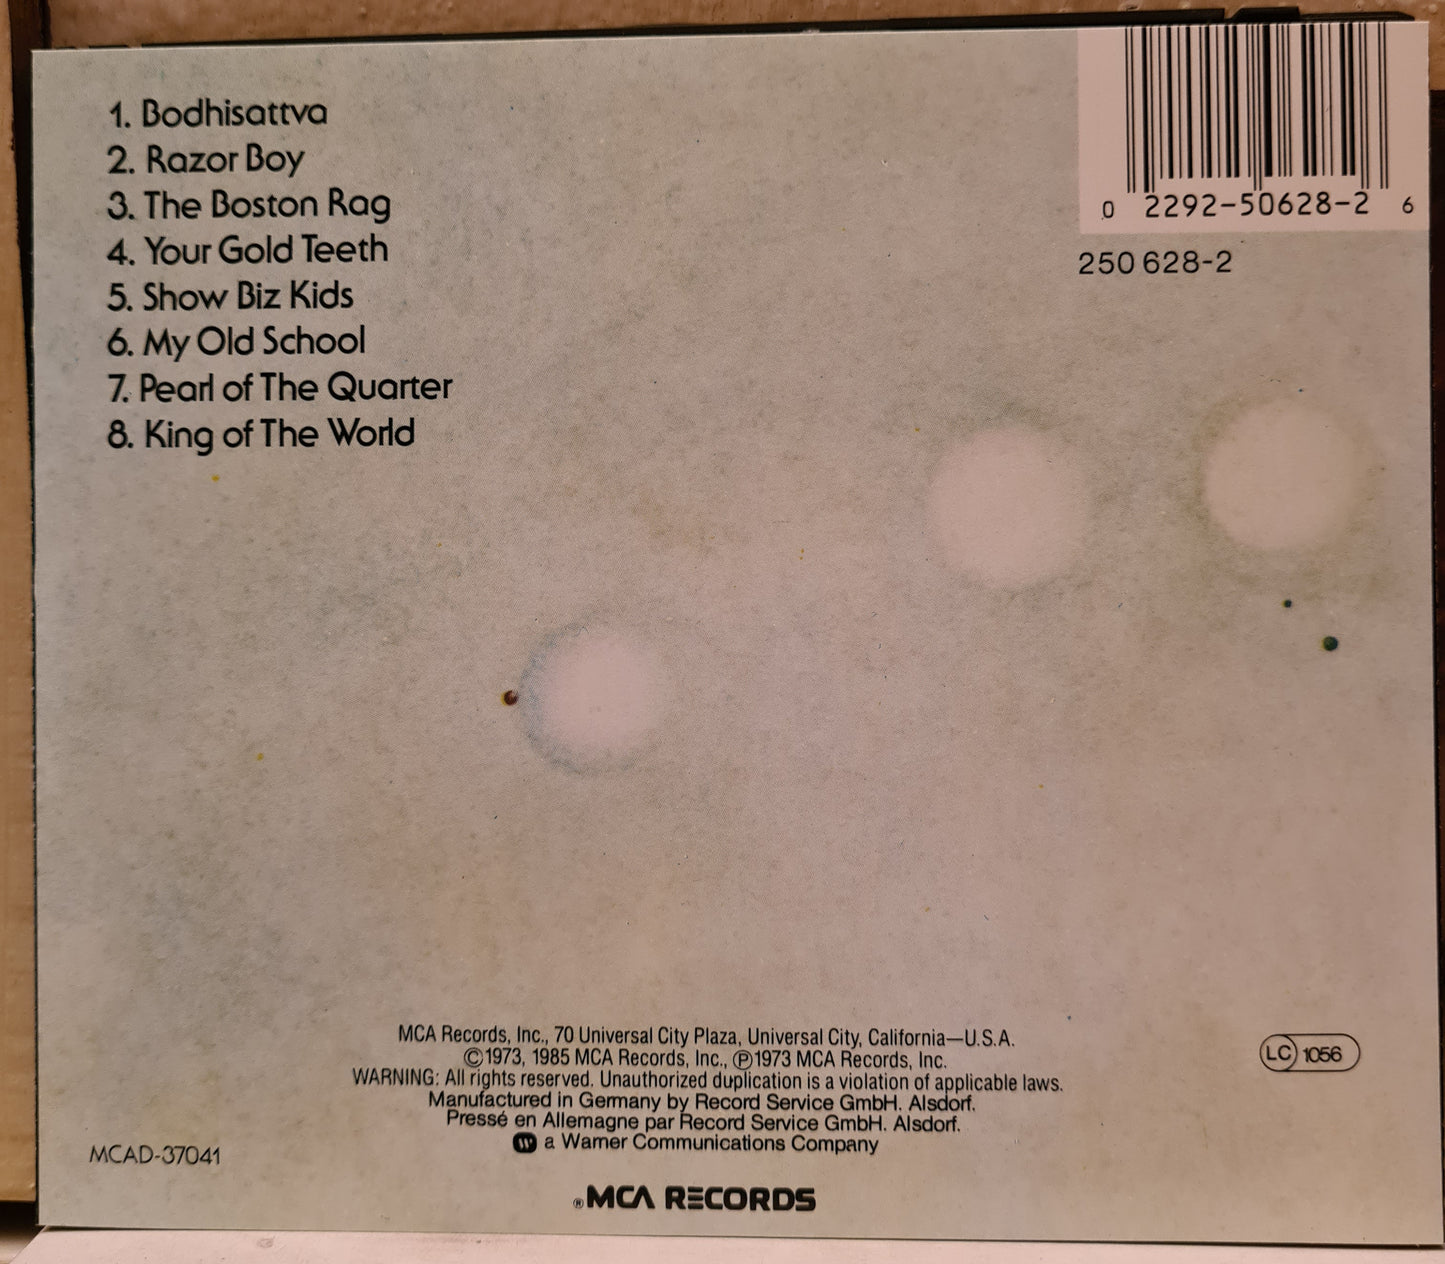 1. Bodhisattva
2. Razor Boy
3. The Boston Rag
4. Your Gold Teeth
5. Show Biz Kids
6. My Old School
7. Pearl of The Quarter
8. King of The World
0 2292-50628-2 6
250 628-2
MCA Records, Inc., 70 Universal City Plaza, Universal City, California—U.S.A.
©1973, 1985 MCA Records, Inc., ℗1973 MCA Records, Inc.
WARNING: All rights reserved. Unauthorized duplication is a violation of applicable laws.
Manufactured in Germany by Record Service GmbH. Alsdorf.
Pressé en Allemagne par Record Service GmbH. Alsdorf.
W a Warner Communications Company
LC 1056
MCAD-37041
® MCA RECORDS